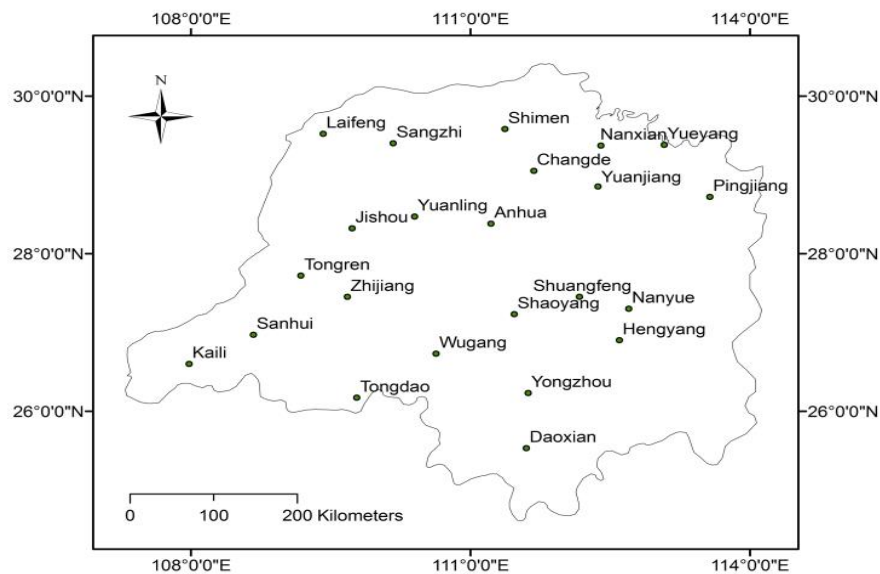 108°0'0"E 111°0'0"E 114°0'0"E
N
30°0'0"N 30°0'0"N
Laifeng
Sangzhi
Shimen
Nanxian Yueyang
Changde
Yuanjiang
Pingjiang
Jishou
Yuanling
Anhua
28°0'0"N 28°0'0"N
Tongren
Zhijiang
Shuangfeng
Shaoyang
Nanyue
Sanhui
Hengyang
Kaili
Wugang
Tongdao
Yongzhou
26°0'0"N 26°0'0"N
Daoxian
0 100 200 Kilometers
108°0'0"E 111°0'0"E 114°0'0"E